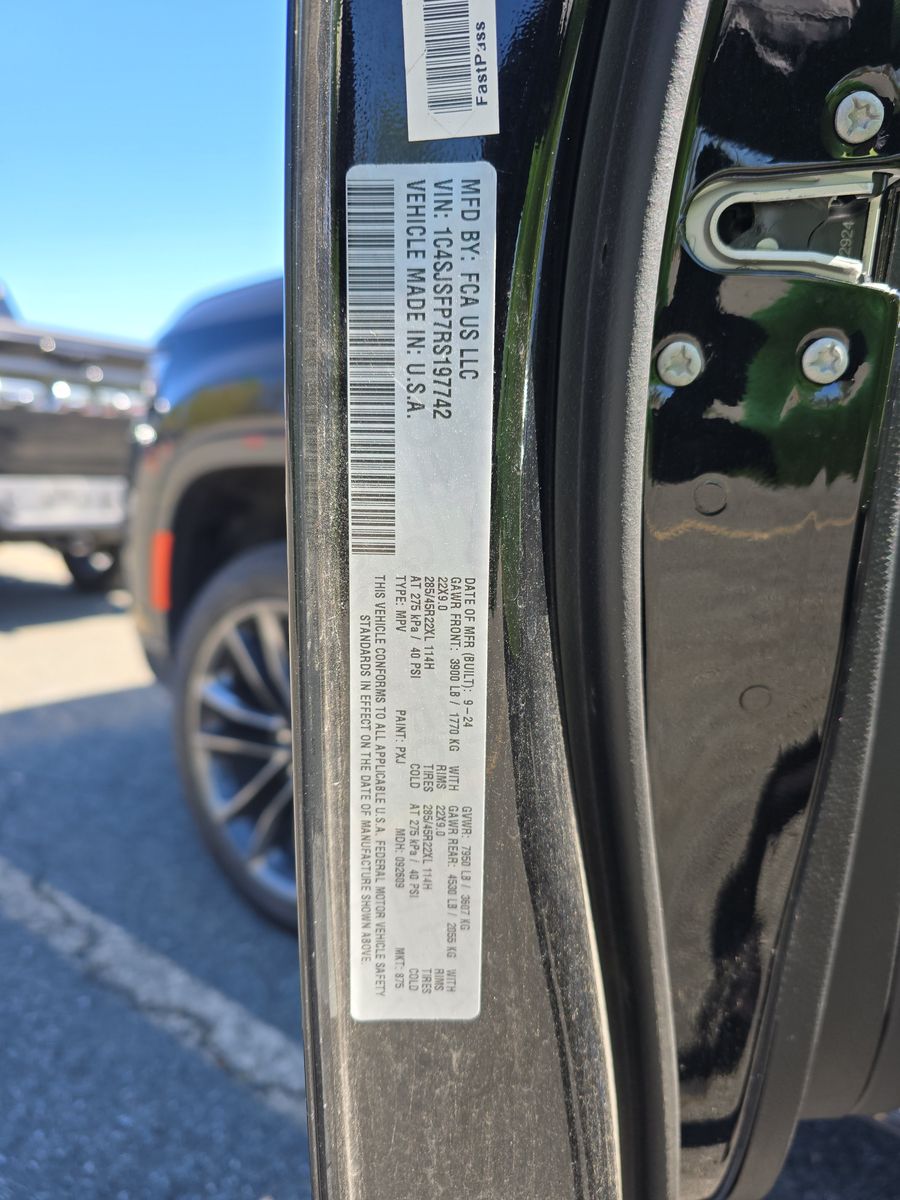 FastPass
MFD BY: FCA US LLC
VIN: 1C4SJSFP7RS197742
VEHICLE MADE IN: U.S.A.
DATE OF MFR (BUILT): 9-24 GVWR: 7950 LB / 3607 KG
GAWR FRONT: 3900 LB / 1770 KG WITH GAWR REAR: 4530 LB / 2055 KG WITH
22X9.0 RIMS 22X9.0 RIMS
285/45R22XL 114H TIRES 285/45R22XL 114H TIRES
AT 275 kPa / 40 PSI COLD AT 275 kPa / 40 PSI COLD
TYPE: MPV PAINT: PXJ MDH: 092609 MKT: 875
THIS VEHICLE CONFORMS TO ALL APPLICABLE U.S.A. FEDERAL MOTOR VEHICLE SAFETY
STANDARDS IN EFFECT ON THE DATE OF MANUFACTURE SHOWN ABOVE.